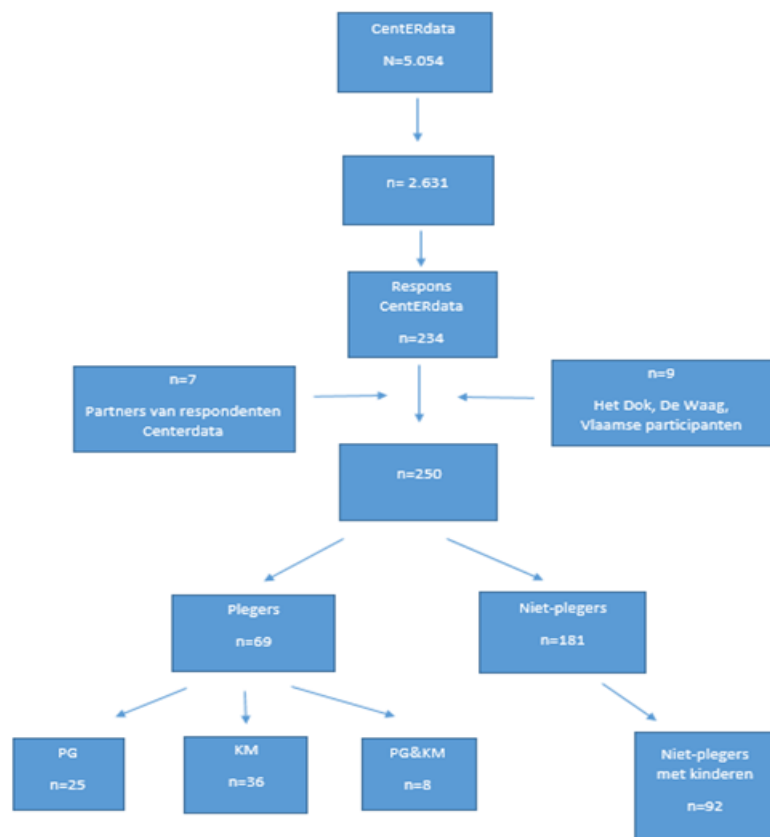 CentERdata
N=5.054
n= 2.631
Respons
CentERdata
n=234
n=7
Partners van respondenten
Centerdata
n=9
Het Dok, De Waag,
Vlaamse participanten
n=250
Plegers
n=69
Niet-plegers
n=181
PG
n=25
KM
n=36
PG&KM
n=8
Niet-plegers
met kinderen
n=92